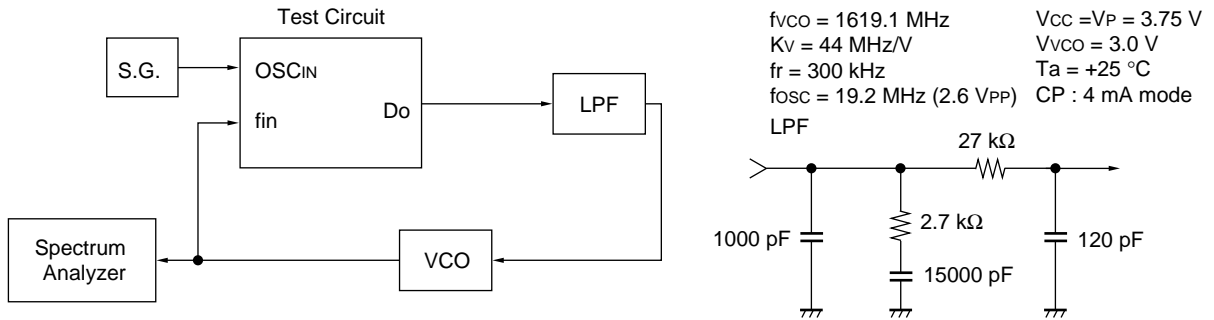 Test Circuit
S.G.
OSCIN
fin
Do
LPF
Spectrum
Analyzer
VCO
fVCO = 1619.1 MHz
KV = 44 MHz/V
fr = 300 kHz
fOSC = 19.2 MHz (2.6 VPP)
LPF
VCC =VP = 3.75 V
VVCO = 3.0 V
Ta = +25 °C
CP : 4 mA mode
27 kΩ
2.7 kΩ
1000 pF
120 pF
15000 pF